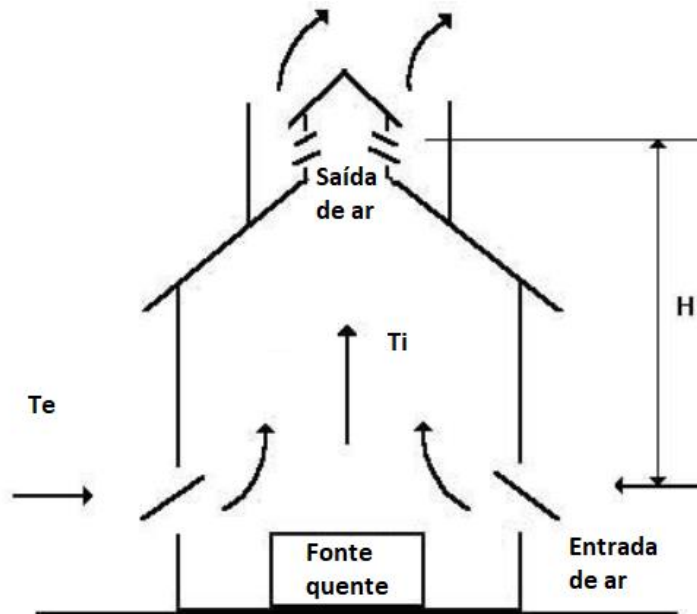 Saída
de ar
H
Ti
Te
Fonte
quente
Entrada
de ar